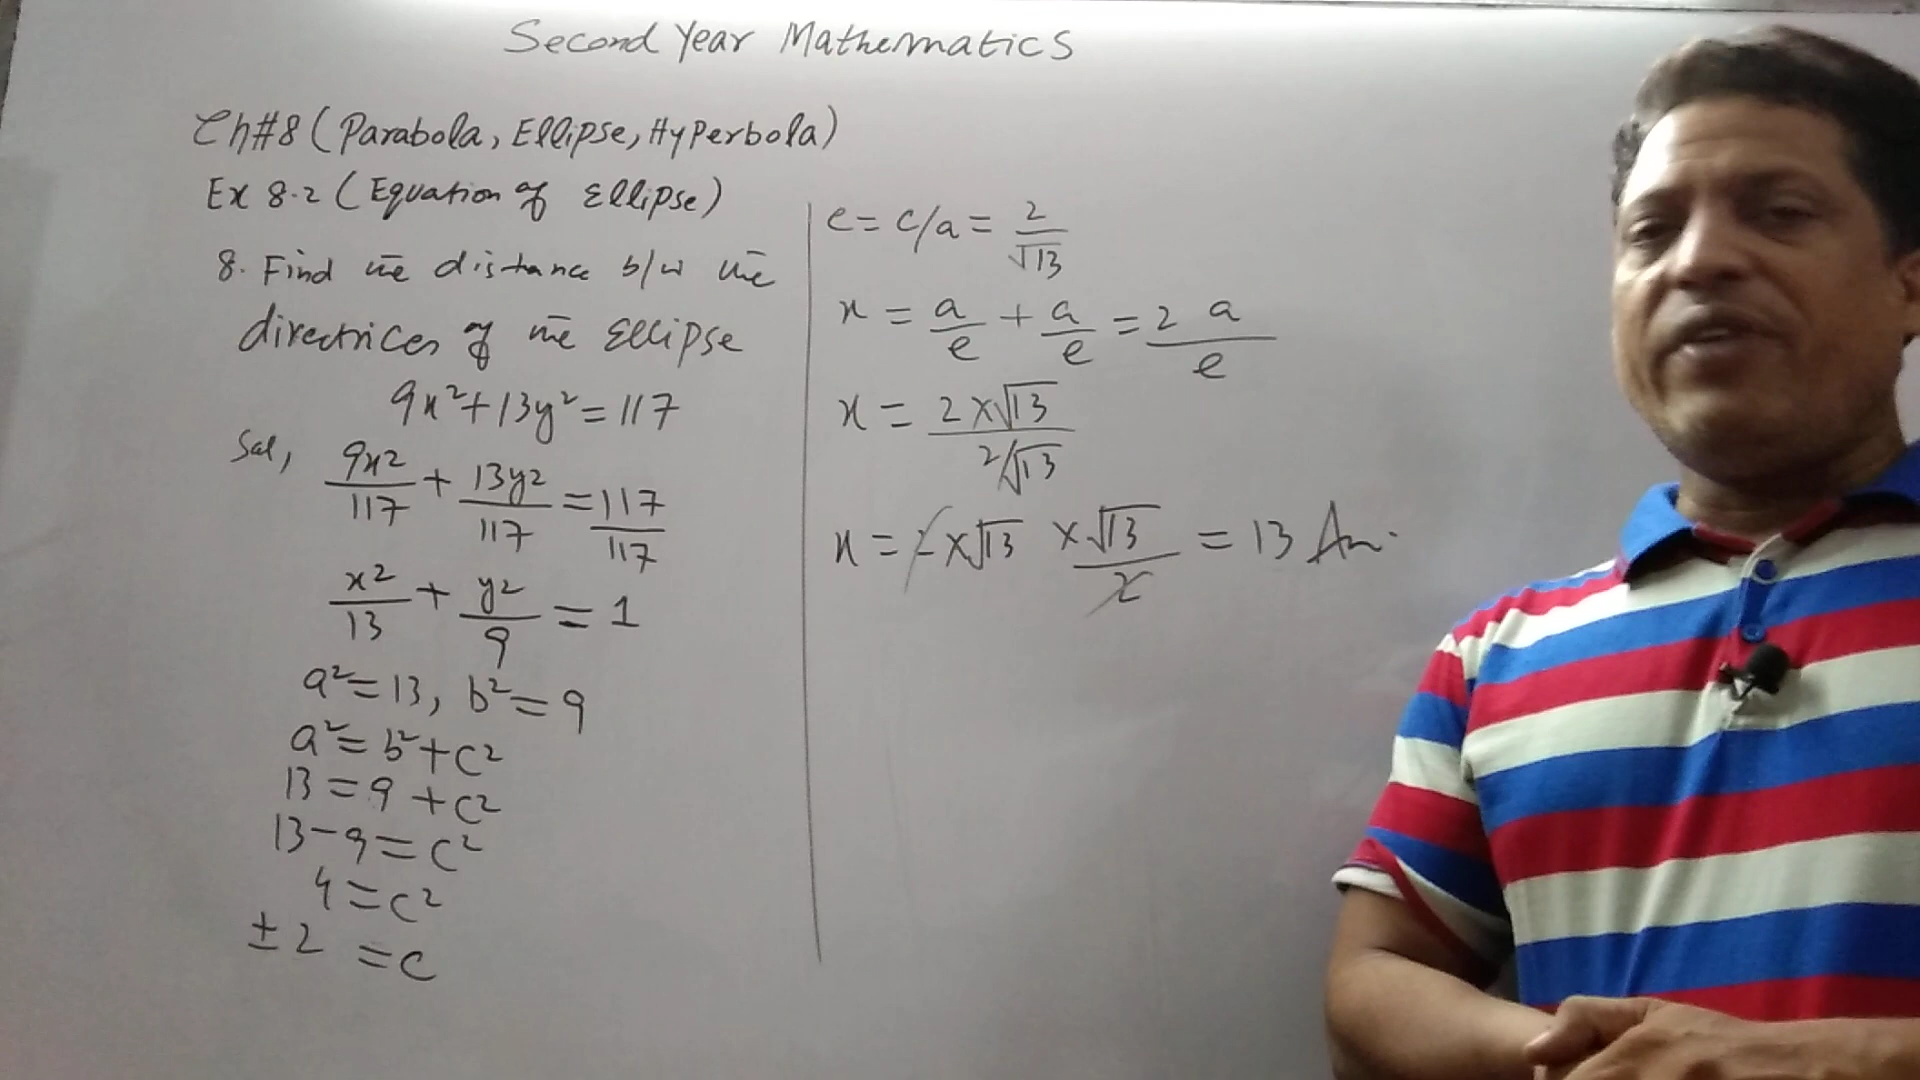 Second Year Mathematics
Ch#8 (Parabola, Ellipse, Hyperbola)
Ex 8.2 (Equation of Ellipse)
8. Find the distance b/w the
directrices of the Ellipse
9x²+13y²=117
Sol,
9x²/117 + 13y²/117 = 117/117
x²/13 + y²/9 = 1
a²=13, b²=9
a²=b²+c²
13=9+c²
13-9=c²
4=c²
±2=c
e=c/a=2/√13
x=a/e+a/e=2a/e
x=2×√13/2/√13
x=2×√13×√13/2=13 An.